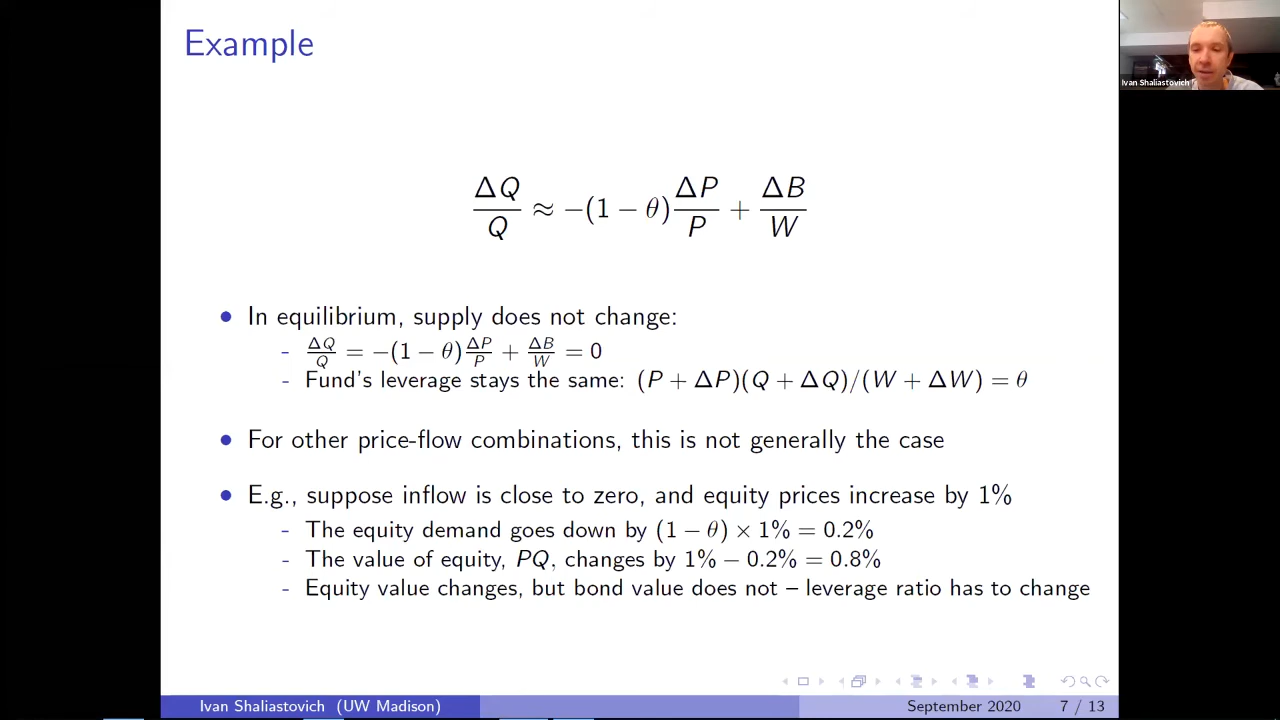 Example
ΔQ/Q ≈ −(1 − θ)ΔP/P + ΔB/W
• In equilibrium, supply does not change:
- ΔQ/Q = −(1 − θ)ΔP/P + ΔB/W = 0
- Fund's leverage stays the same: (P + ΔP)(Q + ΔQ)/(W + ΔW) = θ
• For other price-flow combinations, this is not generally the case
• E.g., suppose inflow is close to zero, and equity prices increase by 1%
- The equity demand goes down by (1 − θ) × 1% = 0.2%
- The value of equity, PQ, changes by 1% − 0.2% = 0.8%
- Equity value changes, but bond value does not – leverage ratio has to change
Ivan Shaliastovich (UW Madison) September 2020 7 / 13
Ivan Shaliastovich